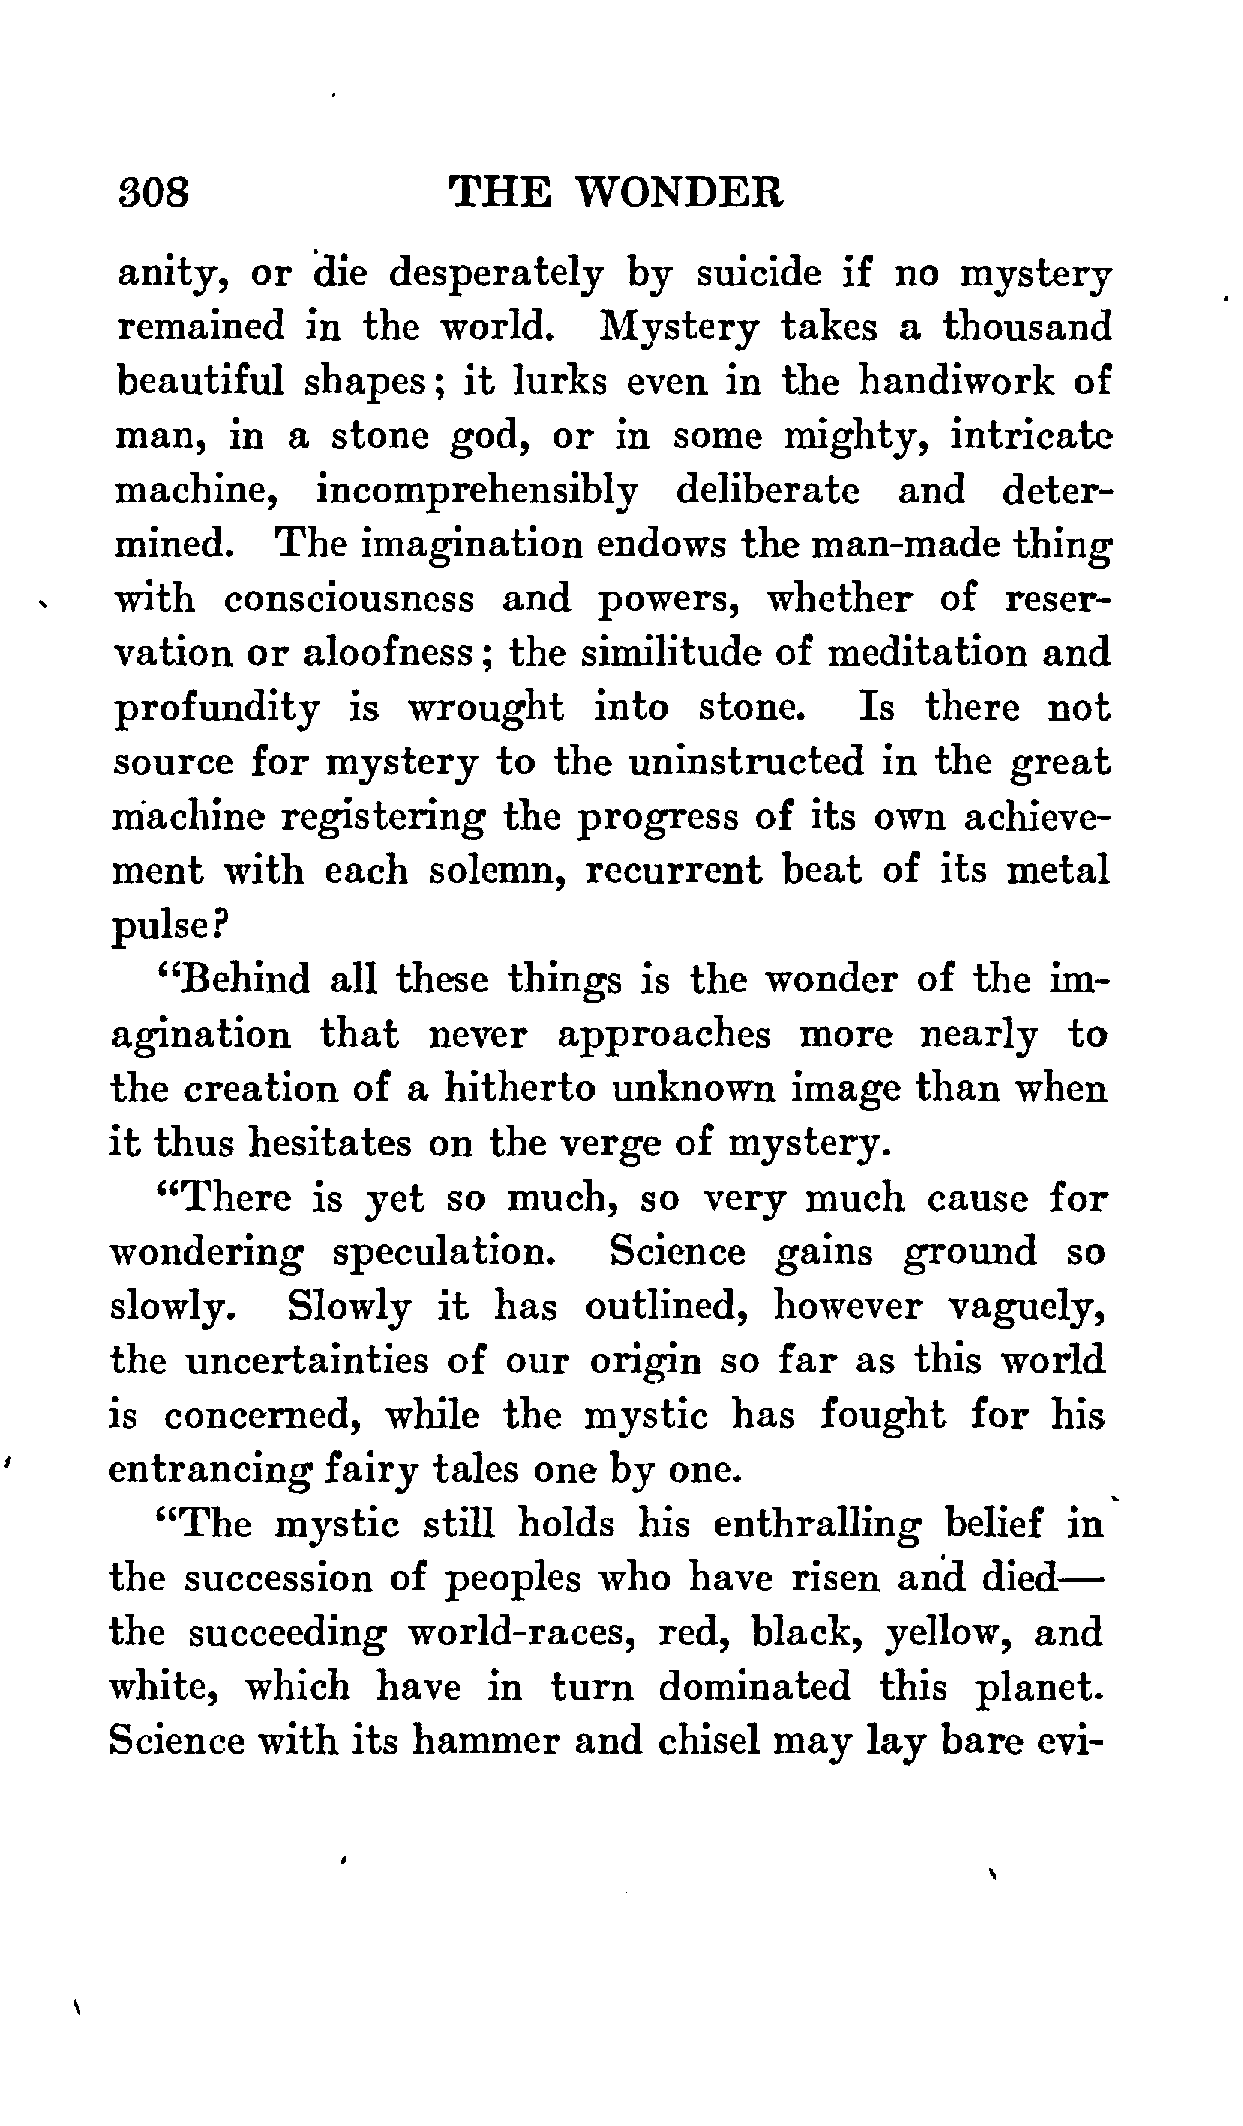 308 THE WONDER
anity, or die desperately by suicide if no mystery
remained in the world. Mystery takes a thousand
beautiful shapes; it lurks even in the handiwork of
man, in a stone god, or in some mighty, intricate
machine, incomprehensibly deliberate and deter-
mined. The imagination endows the man-made thing
with consciousness and powers, whether of reser-
vation or aloofness; the similitude of meditation and
profundity is wrought into stone. Is there not
source for mystery to the uninstructed in the great
machine registering the progress of its own achieve-
ment with each solemn, recurrent beat of its metal
pulse?
“Behind all these things is the wonder of the im-
agination that never approaches more nearly to
the creation of a hitherto unknown image than when
it thus hesitates on the verge of mystery.
“There is yet so much, so very much cause for
wondering speculation. Science gains ground so
slowly. Slowly it has outlined, however vaguely,
the uncertainties of our origin so far as this world
is concerned, while the mystic has fought for his
entrancing fairy tales one by one.
“The mystic still holds his enthralling belief in
the succession of peoples who have risen and died—
the succeeding world-races, red, black, yellow, and
white, which have in turn dominated this planet.
Science with its hammer and chisel may lay bare evi-